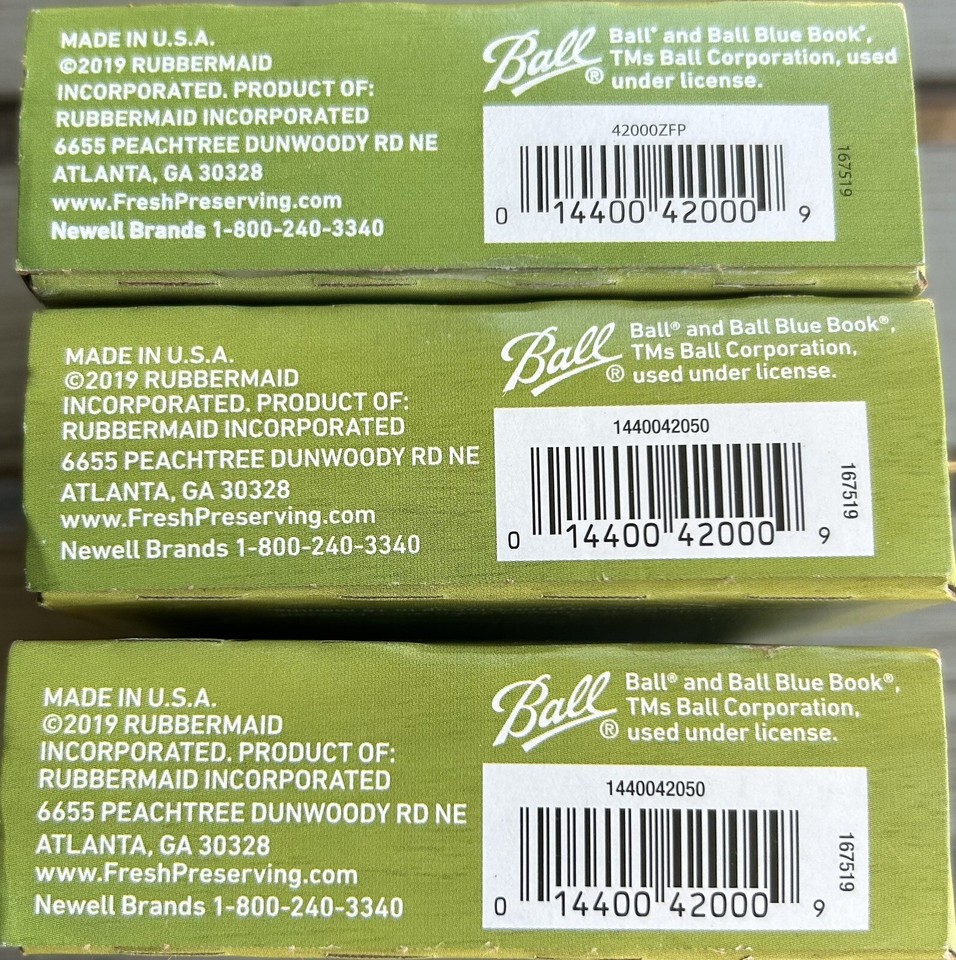 MADE IN U.S.A.
©2019 RUBBERMAID
INCORPORATED. PRODUCT OF:
RUBBERMAID INCORPORATED
6655 PEACHTREE DUNWOODY RD NE
ATLANTA, GA 30328
www.FreshPreserving.com
Newell Brands 1-800-240-3340
Ball®
Ball® and Ball Blue Book®,
TMs Ball Corporation, used
under license.
42000ZFP
0 14400 42000 9
167519
MADE IN U.S.A.
©2019 RUBBERMAID
INCORPORATED. PRODUCT OF:
RUBBERMAID INCORPORATED
6655 PEACHTREE DUNWOODY RD NE
ATLANTA, GA 30328
www.FreshPreserving.com
Newell Brands 1-800-240-3340
Ball®
Ball® and Ball Blue Book®,
TMs Ball Corporation,
used under license.
1440042050
0 14400 42000 9
167519
MADE IN U.S.A.
©2019 RUBBERMAID
INCORPORATED. PRODUCT OF:
RUBBERMAID INCORPORATED
6655 PEACHTREE DUNWOODY RD NE
ATLANTA, GA 30328
www.FreshPreserving.com
Newell Brands 1-800-240-3340
Ball®
Ball® and Ball Blue Book®,
TMs Ball Corporation,
used under license.
1440042050
0 14400 42000 9
167519